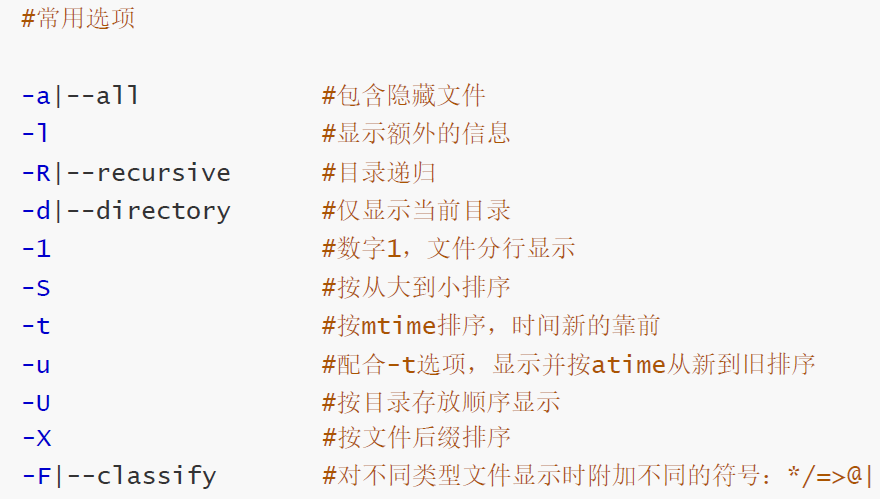 #常用选项
-a|--all #包含隐藏文件
-l #显示额外的信息
-R|--recursive #目录递归
-d|--directory #仅显示当前目录
-1 #数字1，文件分行显示
-S #按从大到小排序
-t #按mtime排序，时间新的靠前
-u #配合-t选项，显示并按atime从新到旧排序
-U #按目录存放顺序显示
-X #按文件后缀排序
-F|--classify #对不同类型文件显示时附加不同的符号：*/=>@|